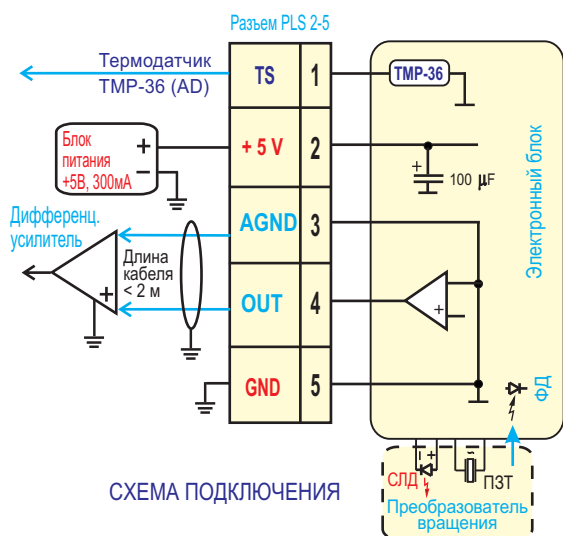 Разъем PLS 2-5
Термодатчик
TMP-36 (AD)
TS
1
TMP-36
Блок
питания
+5В, 300мА
+
−
+ 5 V
2
+
100 μF
Дифференц.
усилитель
+
Длина
кабеля
< 2 м
AGND
3
OUT
4
+
GND
5
Электронный блок
ФД
− +
~
СЛД
ПЗТ
Преобразователь
вращения
СХЕМА ПОДКЛЮЧЕНИЯ